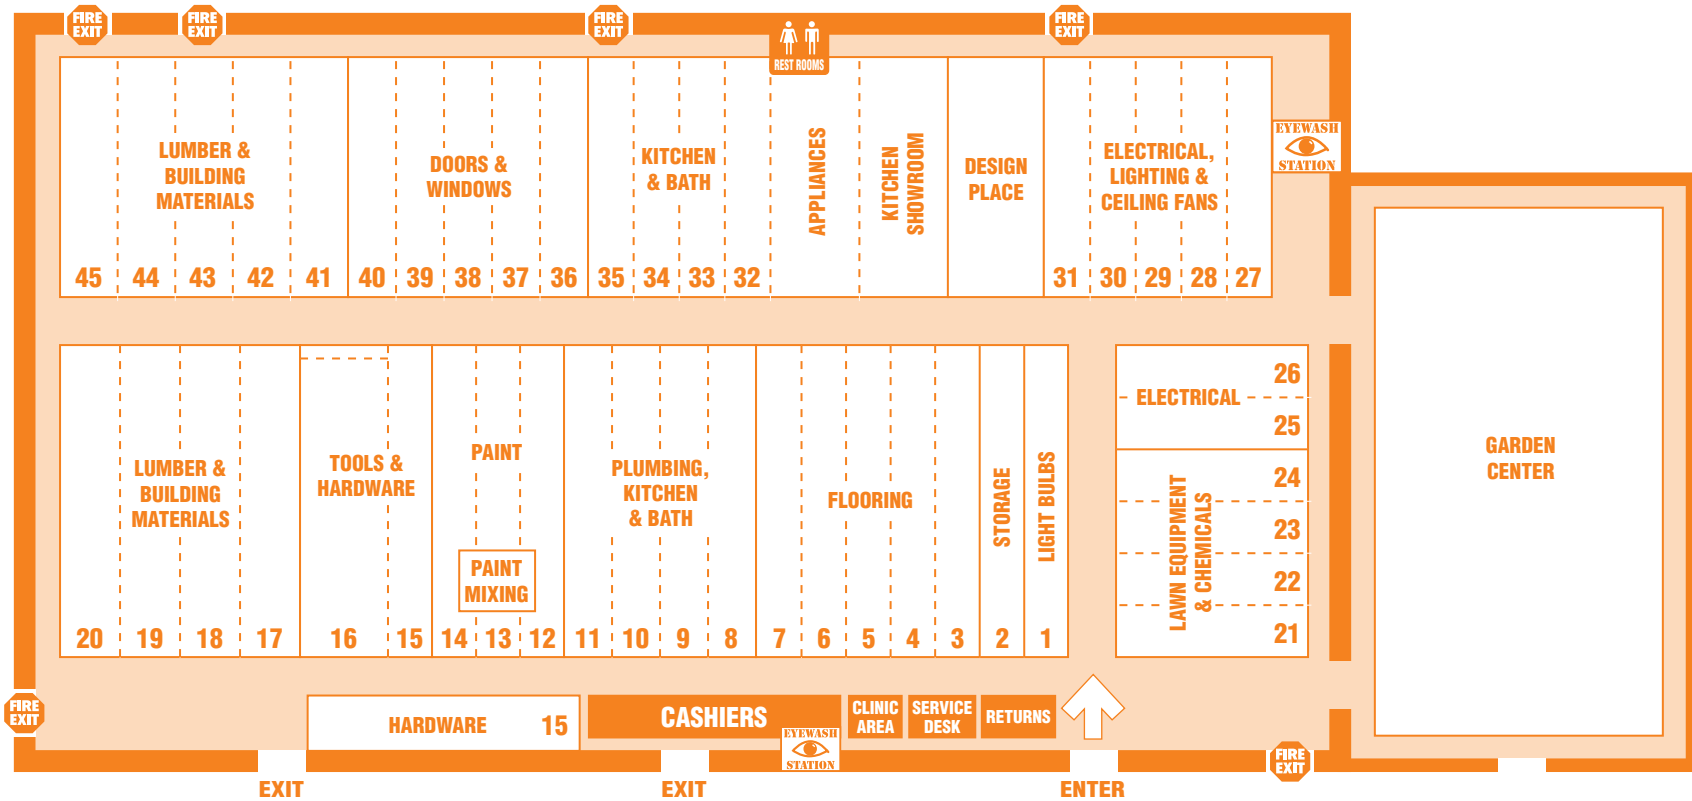 FIRE
EXIT
FIRE
EXIT
FIRE
EXIT
FIRE
EXIT
REST ROOMS
LUMBER &
BUILDING
MATERIALS
DOORS &
WINDOWS
KITCHEN
& BATH
APPLIANCES
KITCHEN
SHOWROOM
DESIGN
PLACE
ELECTRICAL,
LIGHTING &
CEILING FANS
EYEWASH
STATION
45 44 43 42 41 40 39 38 37 36 35 34 33 32 31 30 29 28 27
LUMBER &
BUILDING
MATERIALS
TOOLS &
HARDWARE
PAINT
PAINT
MIXING
PLUMBING,
KITCHEN
& BATH
FLOORING
STORAGE
LIGHT BULBS
20 19 18 17 16 15 14 13 12 11 10 9 8 7 6 5 4 3 2 1
26
ELECTRICAL
25
24
23
LAWN EQUIPMENT
& CHEMICALS
22
21
GARDEN
CENTER
FIRE
EXIT
HARDWARE 15
CASHIERS
CLINIC
AREA
SERVICE
DESK
RETURNS
EYEWASH
STATION
FIRE
EXIT
EXIT
EXIT
ENTER